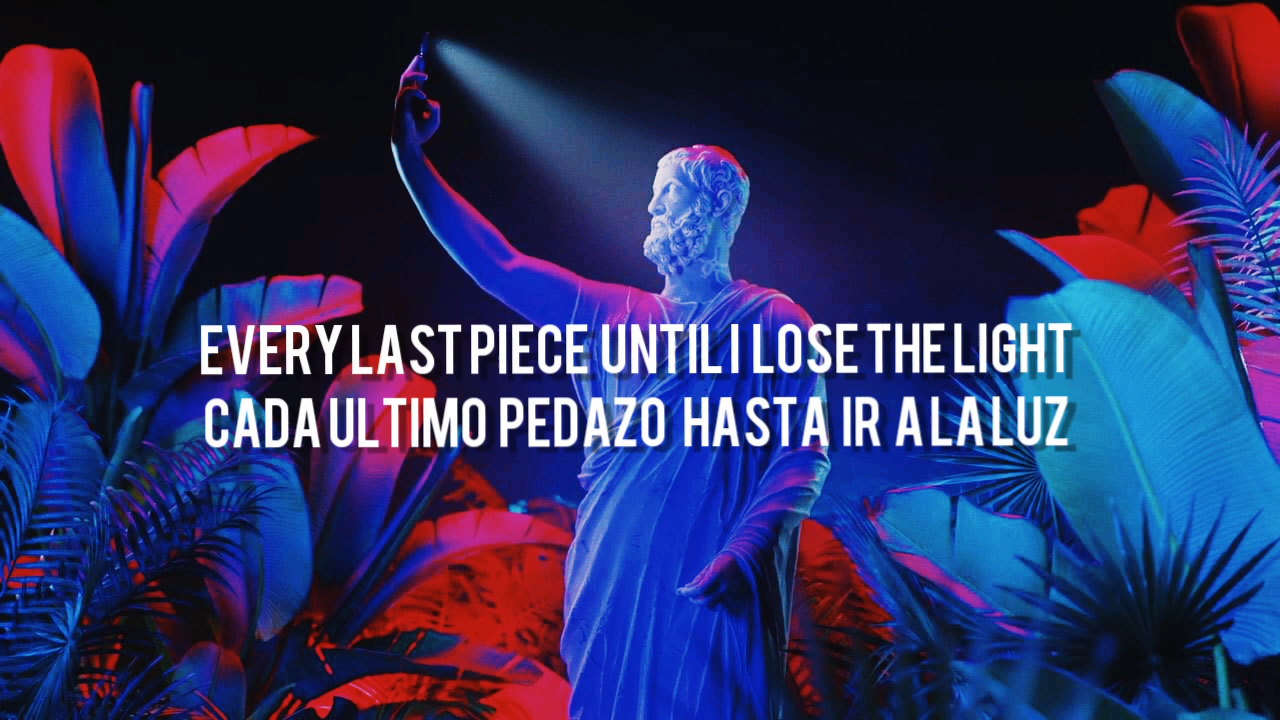 EVERY LAST PIECE UNTIL I LOSE THE LIGHT
CADA ULTIMO PEDAZO HASTA IR A LA LUZ